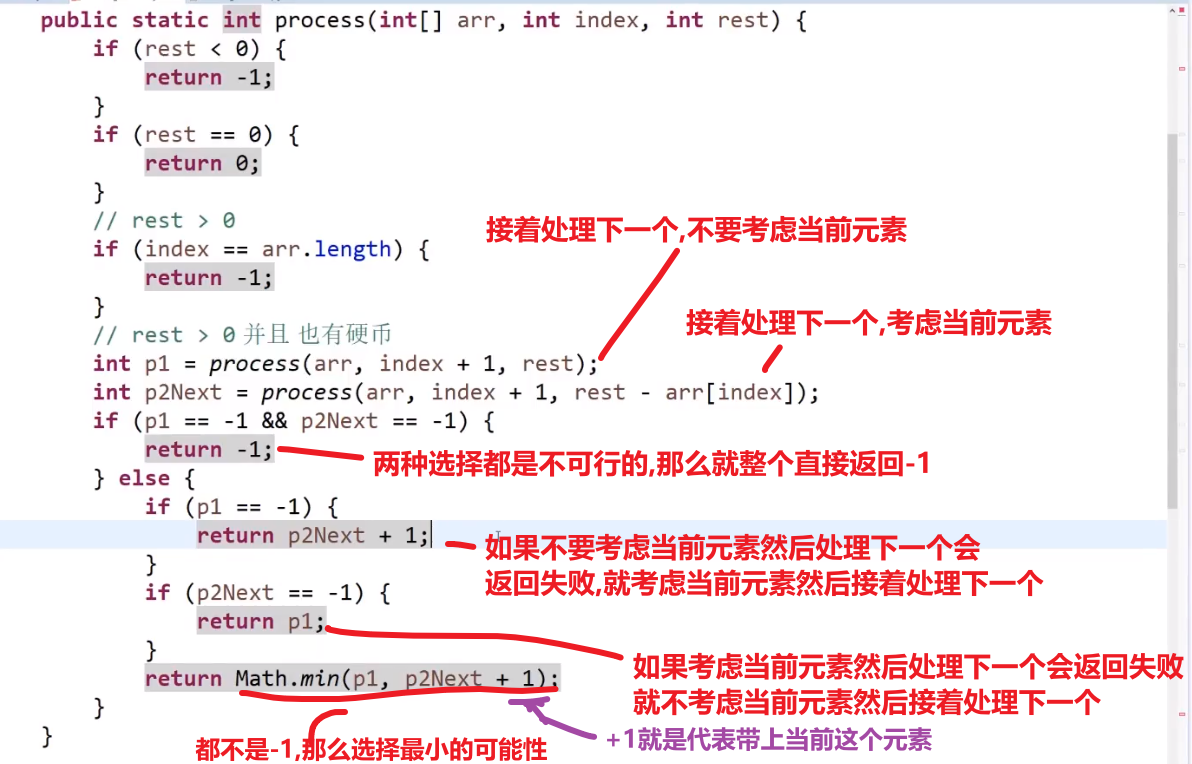 public static int process(int[] arr, int index, int rest) {
if (rest < 0) {
return -1;
}
if (rest == 0) {
return 0;
}
// rest > 0
接着处理下一个,不要考虑当前元素
if (index == arr.length) {
return -1;
}
接着处理下一个,考虑当前元素
// rest > 0 并且 也有硬币
int p1 = process(arr, index + 1, rest);
int p2Next = process(arr, index + 1, rest - arr[index]);
if (p1 == -1 && p2Next == -1) {
return -1;
两种选择都是不可行的,那么就整个直接返回-1
} else {
if (p1 == -1) {
return p2Next + 1;
如果不要考虑当前元素然后处理下一个会
返回失败,就考虑当前元素然后接着处理下一个
}
if (p2Next == -1) {
return p1;
}
如果考虑当前元素然后处理下一个会返回失败
就不考虑当前元素然后接着处理下一个
return Math.min(p1, p2Next + 1);
}
}
+1就是代表带上当前这个元素
都不是-1,那么选择最小的可能性